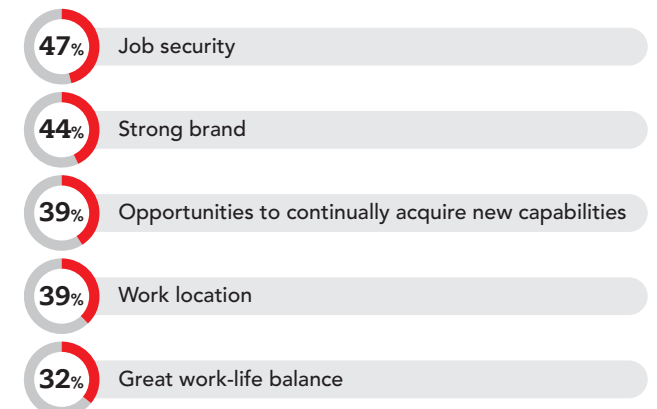 47% Job security
44% Strong brand
39% Opportunities to continually acquire new capabilities
39% Work location
32% Great work-life balance